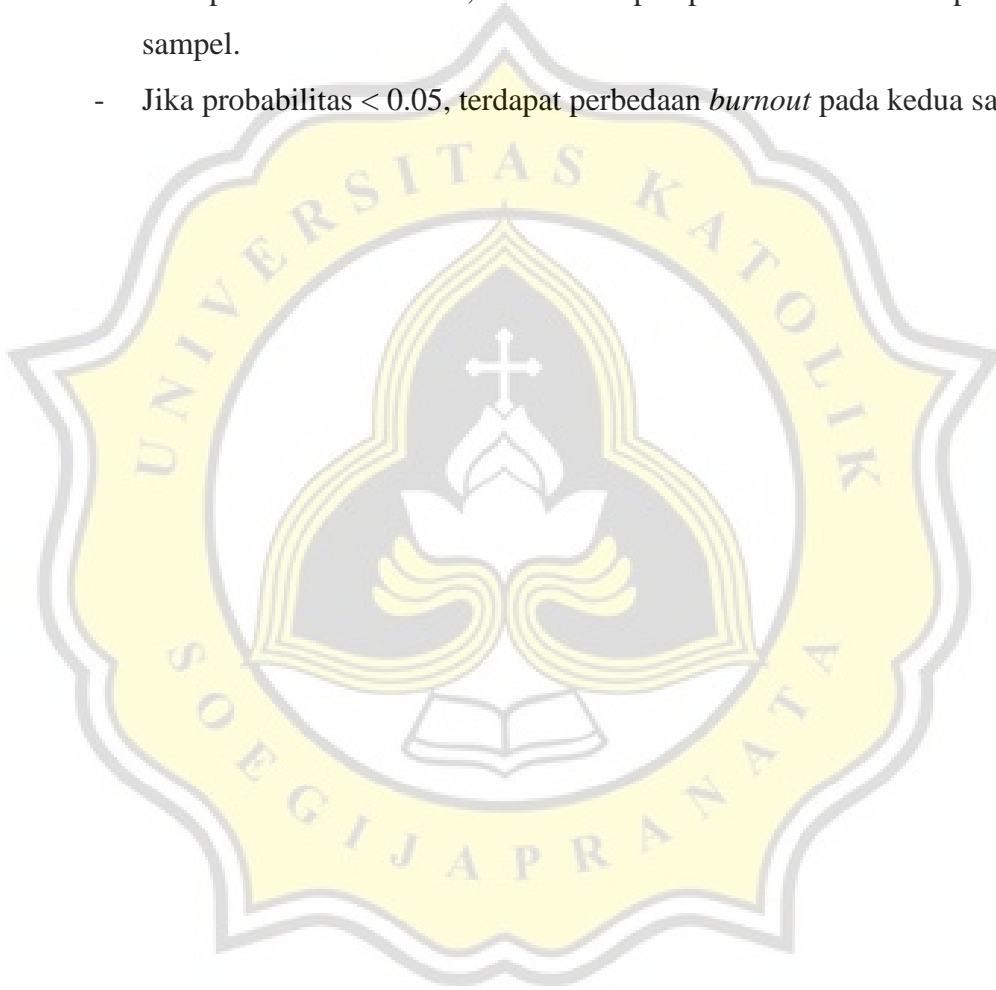 sampel.
- Jika probabilitas < 0.05, terdapat perbedaan burnout pada kedua sa
UNIVERSITAS KATOLIK
SOEGIJAPRANATA